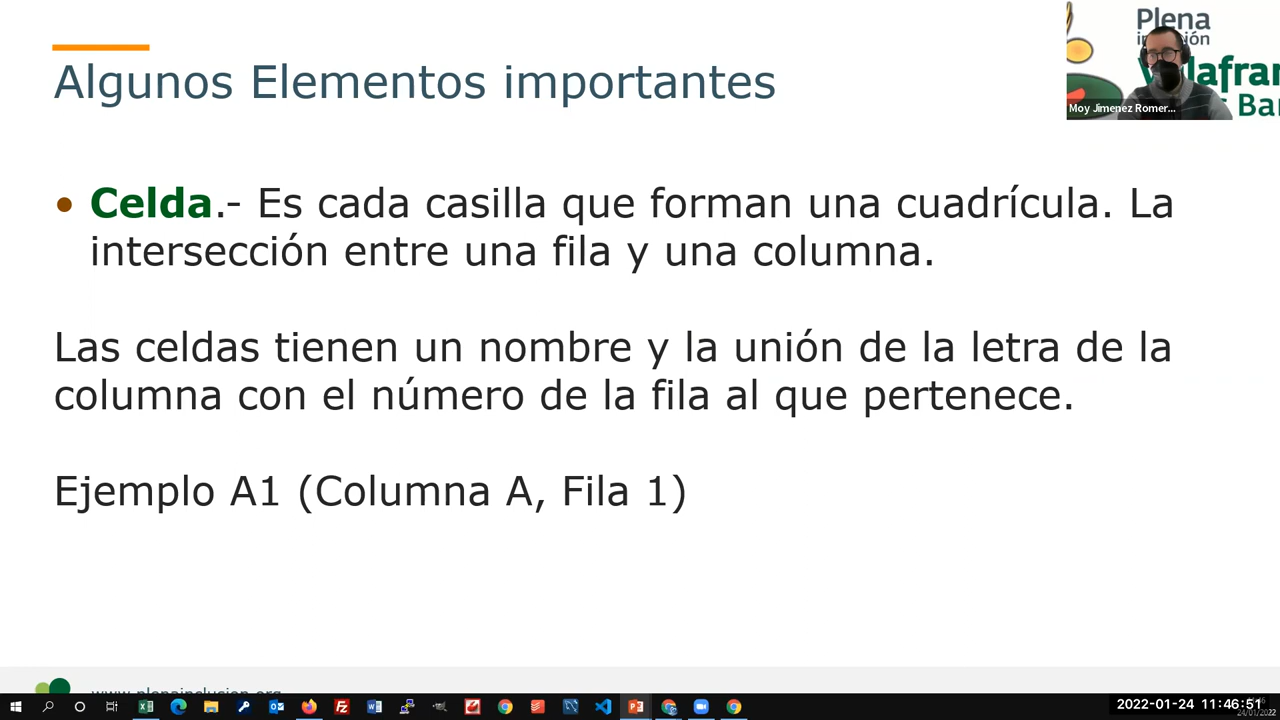 Algunos Elementos importantes
Plena
Moy Jimenez Romer...
• Celda.- Es cada casilla que forman una cuadrícula. La
intersección entre una fila y una columna.
Las celdas tienen un nombre y la unión de la letra de la
columna con el número de la fila al que pertenece.
Ejemplo A1 (Columna A, Fila 1)
www.plenainclusion.org
2022-01-24 11:46:51
24/01/2022